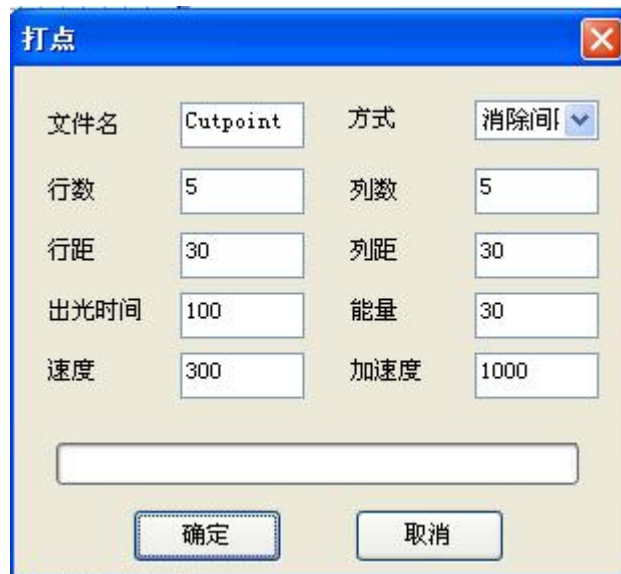 打点
文件名 Cutpoint 方式 消除间
行数 5 列数 5
行距 30 列距 30
出光时间 100 能量 30
速度 300 加速度 1000
确定 取消